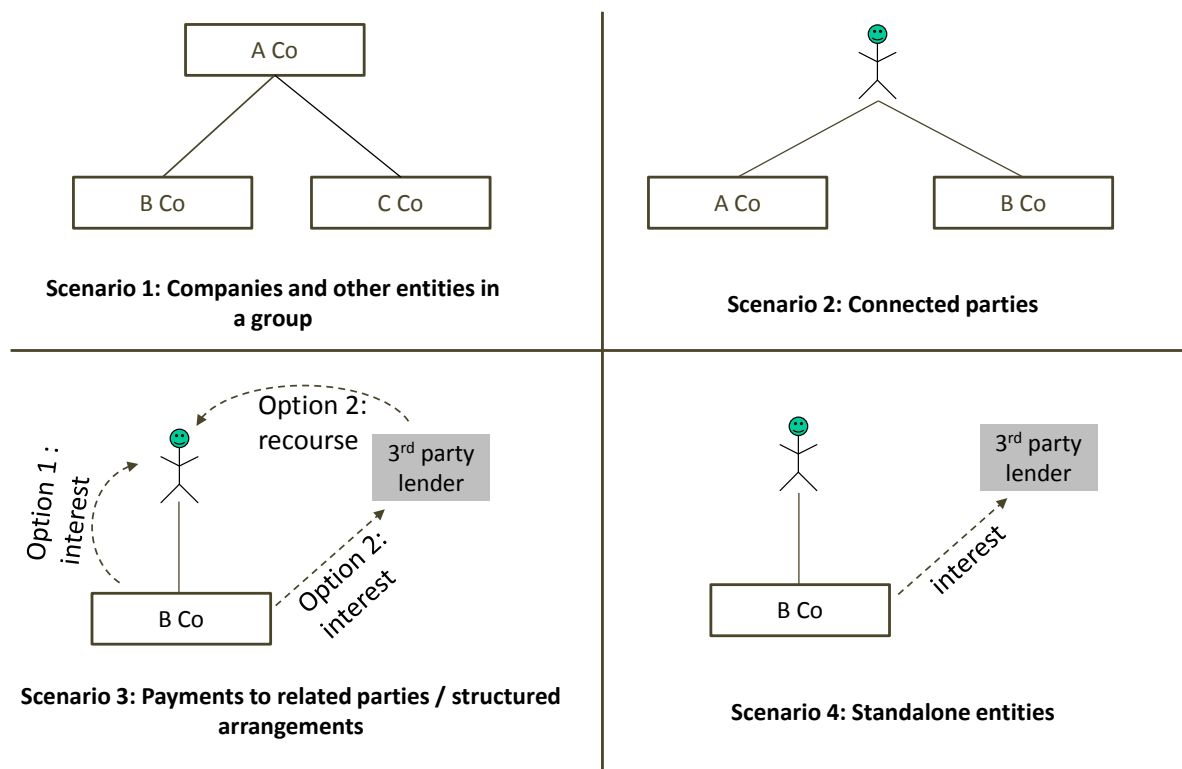 A Co
B Co
C Co
Scenario 1: Companies and other entities in
a group
A Co
B Co
Scenario 2: Connected parties
Option 1 :
interest
Option 2:
recourse
3rd party
lender
Option 2:
interest
B Co
Scenario 3: Payments to related parties / structured
arrangements
3rd party
lender
interest
B Co
Scenario 4: Standalone entities